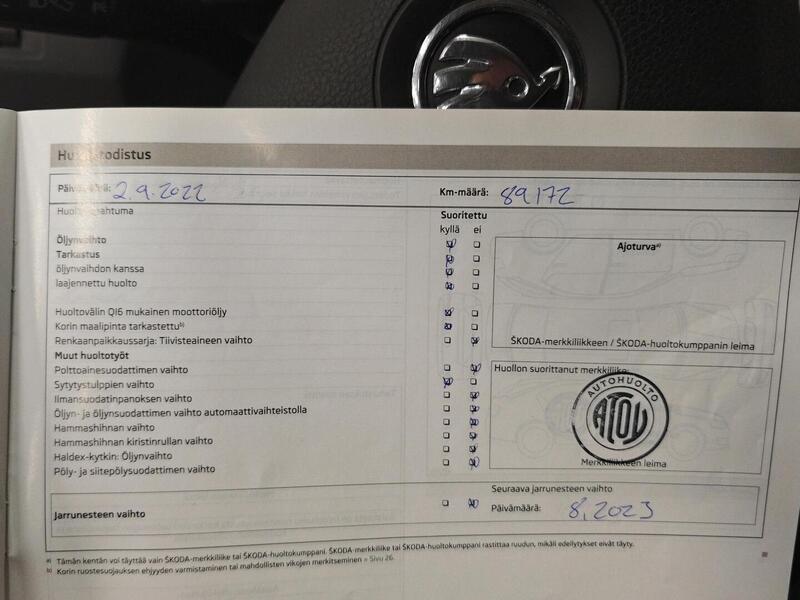 Päivämäärä: 2.9.2022 Km-määrä: 89172
Suoritettu
kyllä ei
Öljynvaihto
Tarkastus
öljynvaihdon kanssa
laajennettu huolto
Ajoturva a)
Huoltovälin QI6 mukainen moottoriöljy
Korin maalipinta tarkastettu b)
Renkaanpaikkaussarja: Tiivisteaineen vaihto
ŠKODA-merkkiliikkeen / ŠKODA-huoltokumppanin leima
Muut huoltotyöt
Polttoainesuodattimen vaihto
Sytytystulppien vaihto
Ilmansuodatinpanoksen vaihto
Öljyn- ja öljynsuodattimen vaihto automaattivaihteistolla
Hammashihnan vaihto
Hammashihnan kiristinrullan vaihto
Haldex-kytkin: Öljynvaihto
Pöly- ja siitepölysuodattimen vaihto
Huollon suorittanut merkkiliike:
AUTOHUOLTO
ATOY
Merkkiliikkeen leima
Jarrunesteen vaihto
Seuraava jarrunesteen vaihto
Päivämäärä: 8,2023
a) Tämän kentän voi täyttää vain ŠKODA-merkkiliike tai ŠKODA-huoltokumppani. ŠKODA-merkkiliike tai ŠKODA-huoltokumppani rastittaa ruudun, mikäli edellytykset eivät täyty.
b) Korin ruostesuojauksen ehjyyden varmistaminen tai mahdollisten vikojen merkitseminen » Sivu 26.